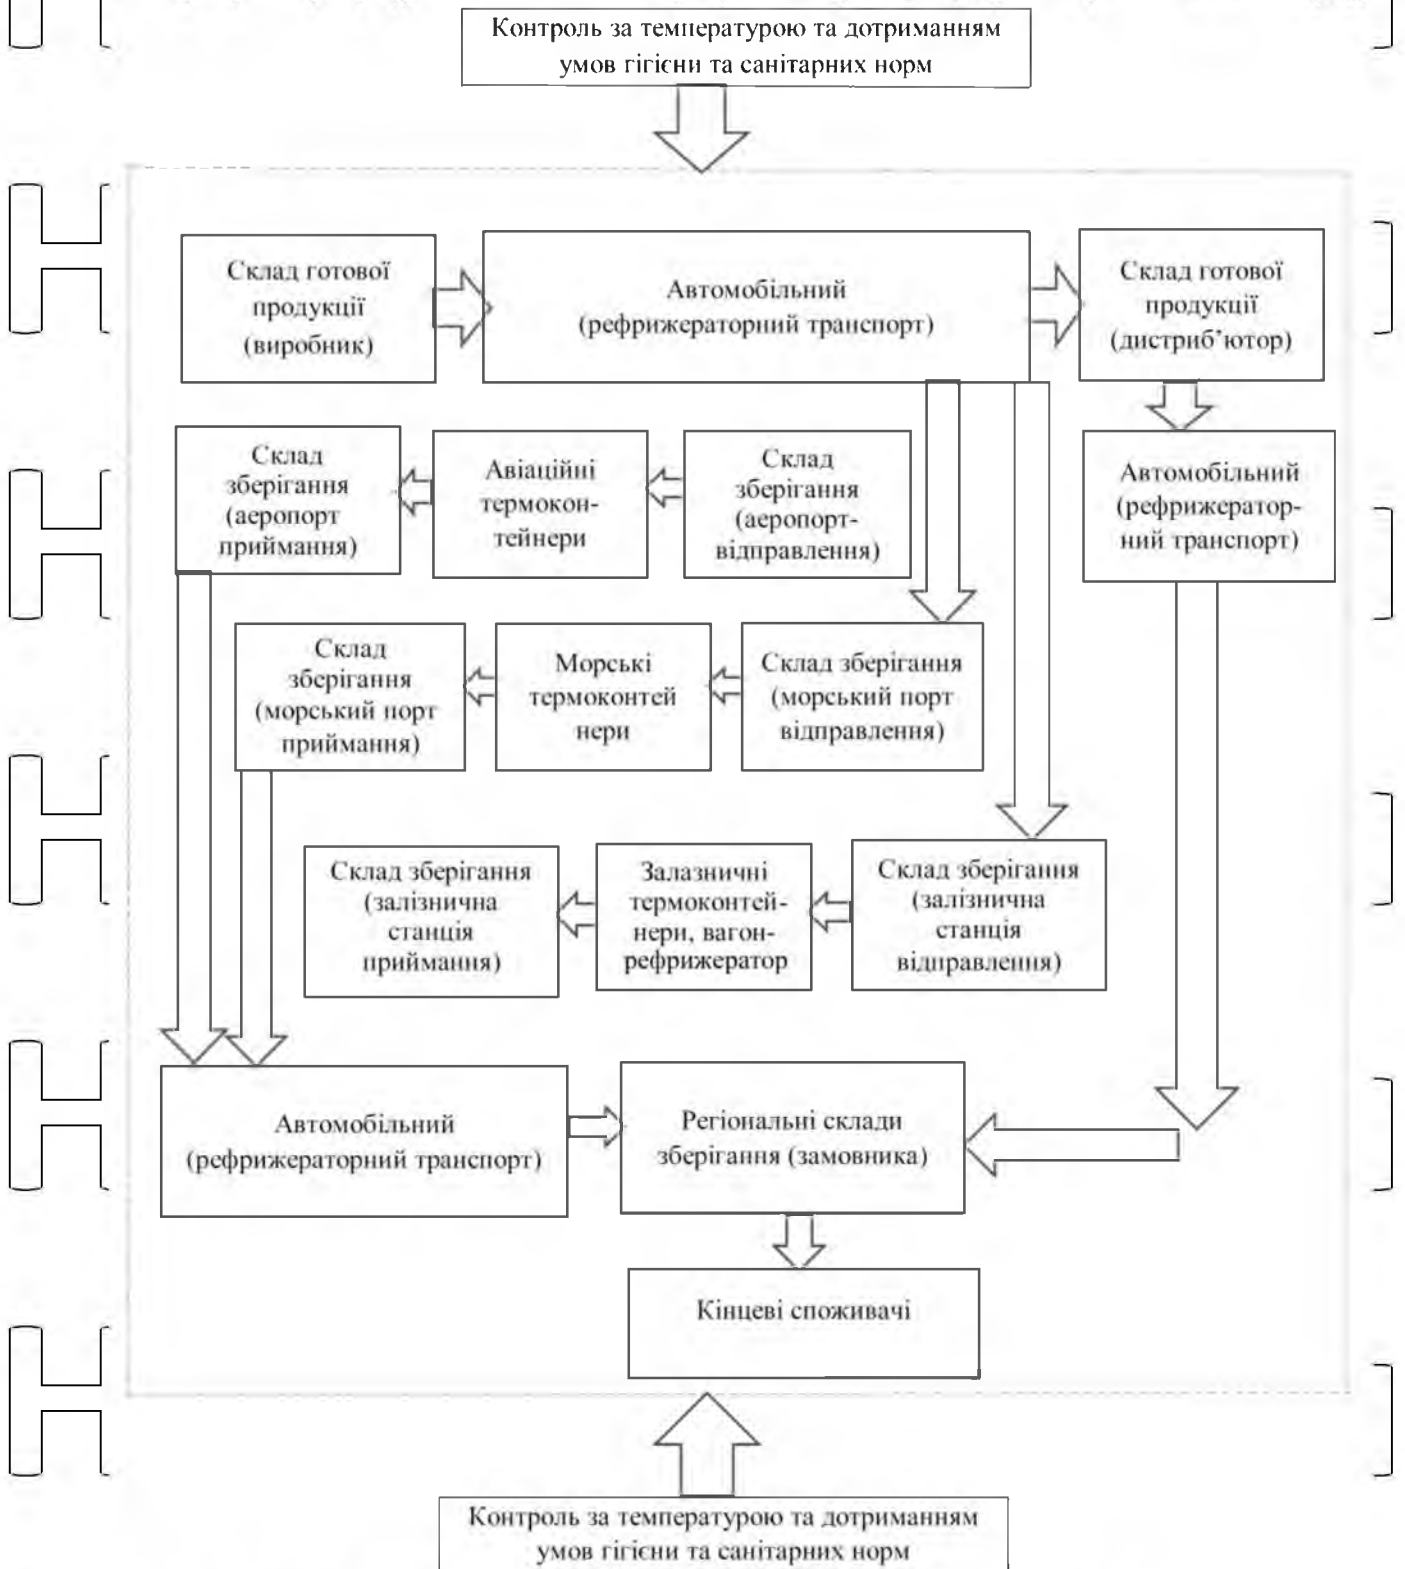 Контроль за температурою та дотриманням
умов гігієни та санітарних норм
Склад готової
продукції
(виробник)
Автомобільний
(рефрижераторний транспорт)
Склад готової
продукції
(дистриб’ютор)
Склад
зберігання
(аеропорт
приймання)
Авіаційні
термокон-
тейнери
Склад
зберігання
(аеропорт-
відправлення)
Автомобільний
(рефрижератор-
ний транспорт)
Склад
зберігання
(морський порт
приймання)
Морські
термоконтей
нери
Склад зберігання
(морський порт
відправлення)
Склад зберігання
(залізнична
станція
приймання)
Залазничні
термоконтей-
нери, вагон-
рефрижератор
Склад зберігання
(залізнична
станція
відправлення)
Автомобільний
(рефрижераторний транспорт)
Регіональні склади
зберігання (замовника)
Кінцеві споживачі
Контроль за температурою та дотриманням
умов гігієни та санітарних норм